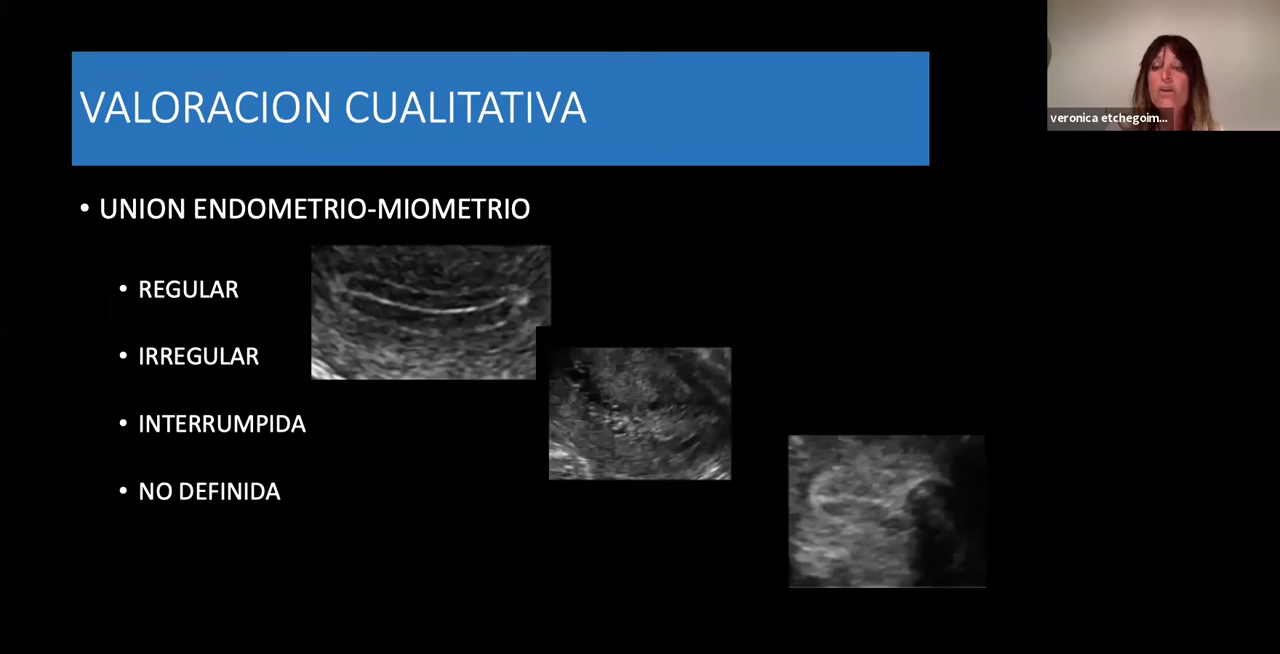 VALORACION CUALITATIVA
veronica etchegoim...
• UNION ENDOMETRIO-MIOMETRIO
• REGULAR
• IRREGULAR
• INTERRUMPIDA
• NO DEFINIDA